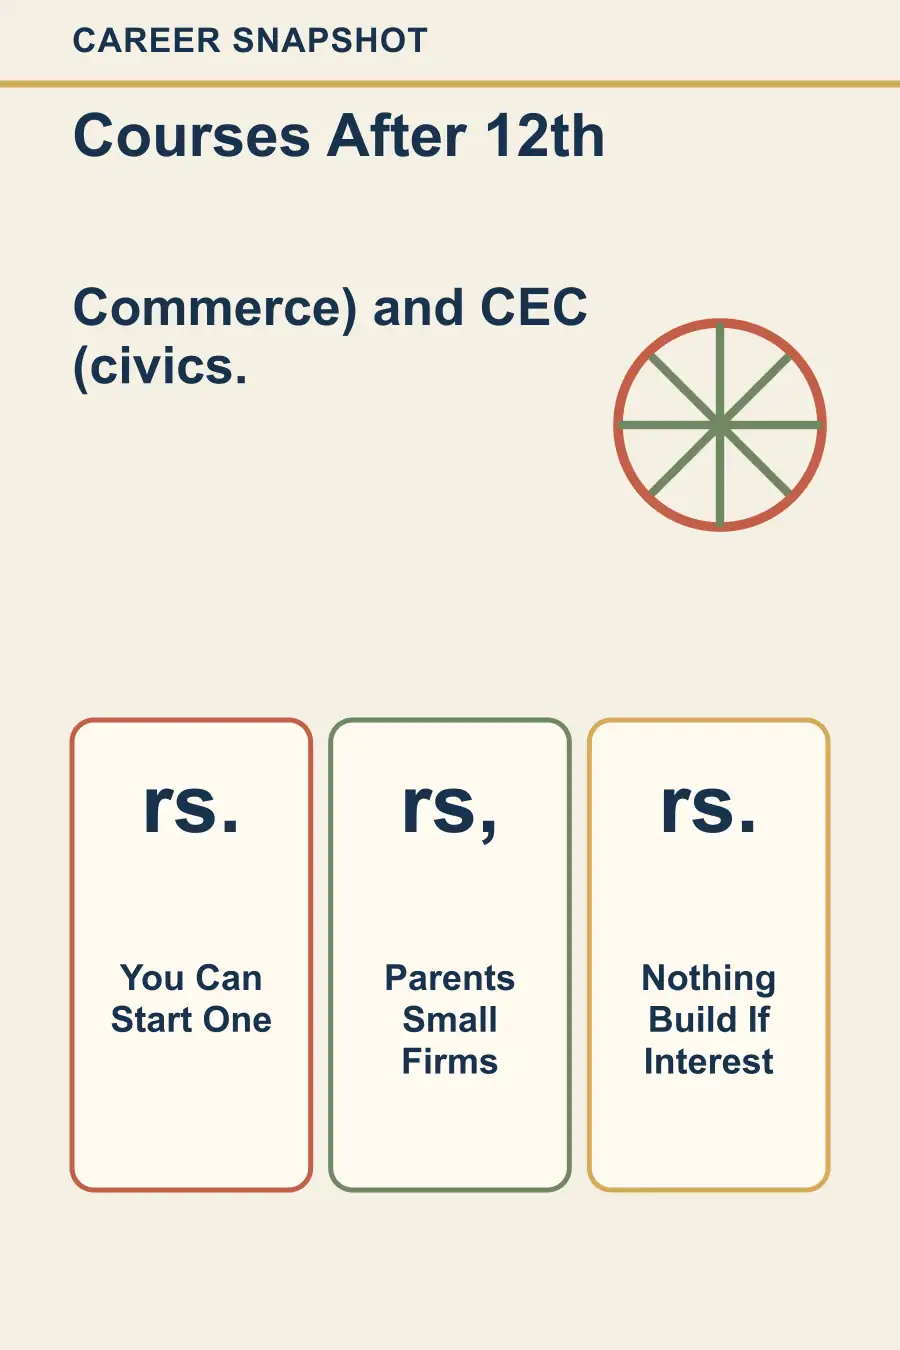 CAREER SNAPSHOT
Courses After 12th
Commerce) and CEC
(civics.
rs.
You Can
Start One
rs,
Parents
Small
Firms
rs.
Nothing
Build If
Interest